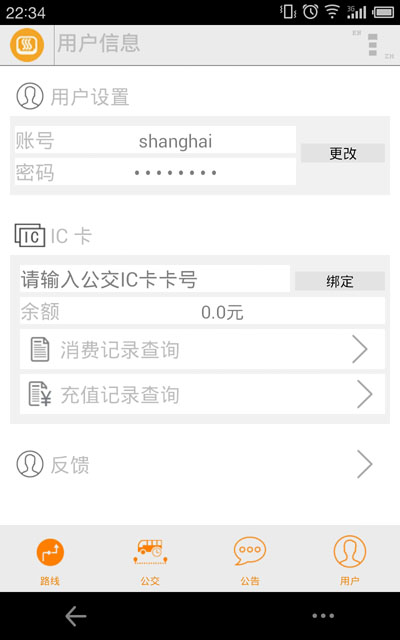 22:34
3G
用户信息
用户设置
账号 shanghai
更改
密码 ••••••••
IC IC 卡
请输入公交IC卡卡号 绑定
余额 0.0元
消费记录查询
充值记录查询
反馈
路线 公交 公告 用户